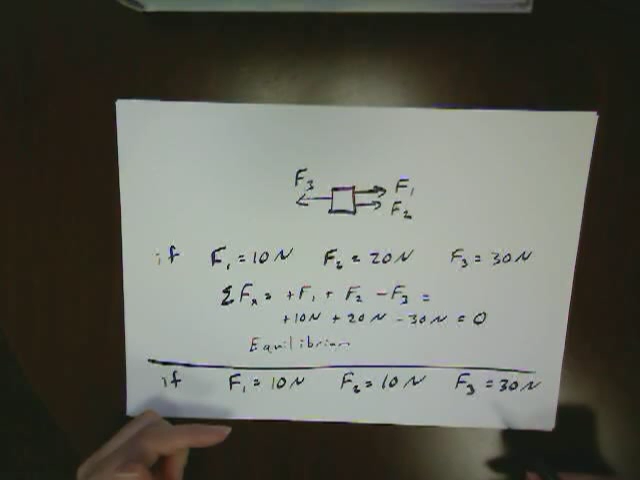 F₃ F₁
F₂
if F₁ = 10N F₂ = 20N F₃ = 30N
ΣFₓ = +F₁ + F₂ - F₃ =
+10N + 20N - 30N = 0
Equilibrium
if F₁ = 10N F₂ = 10N F₃ = 30N